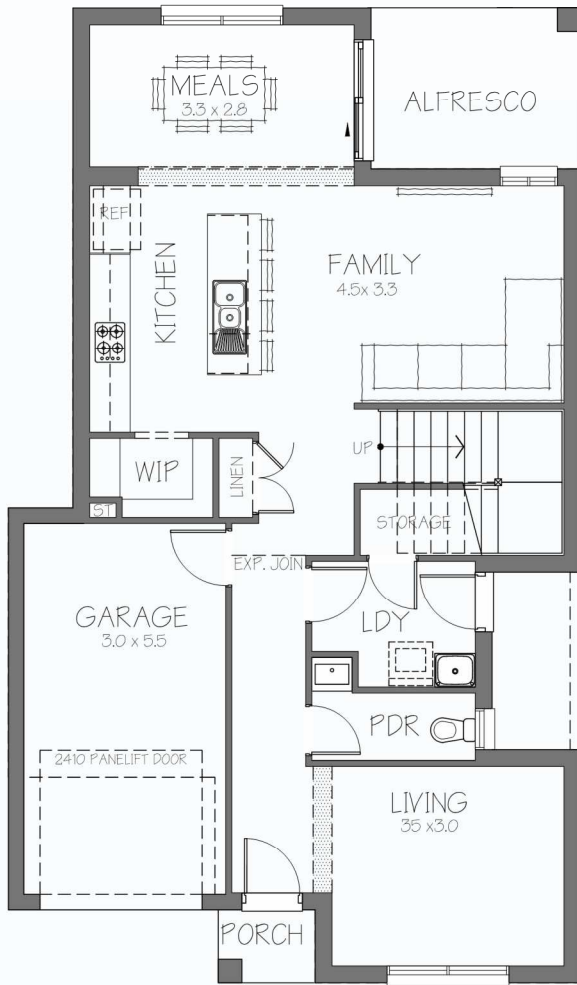 MEALS
3.3 x 2.8
ALFRESCO
REF
KITCHEN
FAMILY
4.5x 3.3
WIP
LINEN
UP
ST
STORAGE
EXP. JOIN
GARAGE
3.0 x 5.5
LDY
PDR
2410 PANELIFT DOOR
LIVING
35 x3.0
PORCH